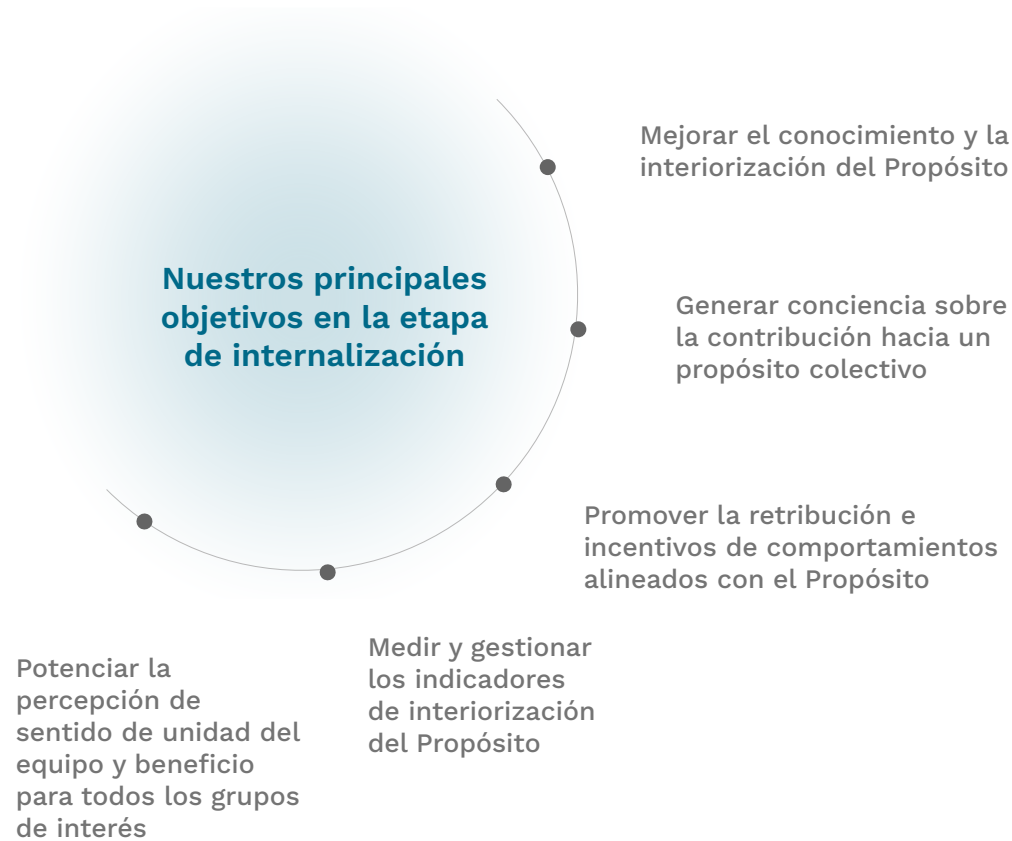 Nuestros principales
objetivos en la etapa
de internalización
Mejorar el conocimiento y la
interiorización del Propósito
Generar conciencia sobre
la contribución hacia un
propósito colectivo
Promover la retribución e
incentivos de comportamientos
alineados con el Propósito
Medir y gestionar
los indicadores
de interiorización
del Propósito
Potenciar la
percepción de
sentido de unidad del
equipo y beneficio
para todos los grupos
de interés